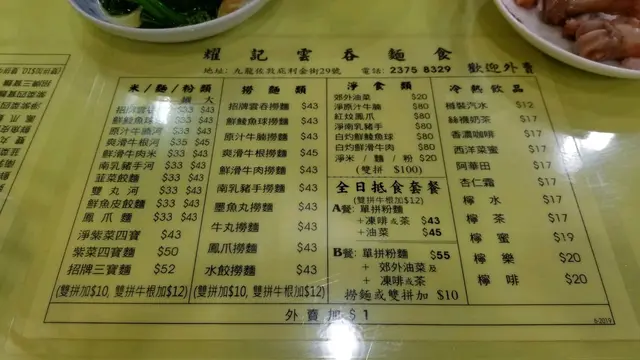 耀記雲吞麵食
地址: 九龍佐敦庇利金街29號 電話: 2375 8329 歡迎外賣
米/麵/粉類
細 大
招牌雲吞 $33 $43
鮮鯪魚球 $33 $43
原汁牛腩河 $33 $43
爽滑牛根河 $35 $45
鮮滑牛肉米 $33 $43
南乳豬手河 $33 $43
韮菜餃麵 $33 $43
雙丸河 $33 $43
鮮魚皮餃麵 $33 $43
鳳爪麵 $33 $43
淨紫菜四寶 $43
紫菜四寶麵 $50
招牌三寶麵 $52
(雙拼加$10, 雙拼牛根加$12)
撈麵類
招牌雲吞撈麵 $43
鮮鯪魚球撈麵 $43
原汁牛腩撈麵 $43
爽滑牛根撈麵 $45
鮮滑牛肉撈麵 $43
南乳豬手撈麵 $43
墨魚丸撈麵 $43
牛丸撈麵 $43
鳳爪撈麵 $43
水餃撈麵 $43
(雙拼加$10, 雙拼牛根加$12)
淨食類
郊外油菜 $20
淨原汁牛腩 $80
紅炆鳳爪 $80
淨南乳豬手 $80
白灼鮮鯪魚球 $80
白灼鮮滑牛肉 $80
淨米/麵/粉 $20
(雙拼 $100)
全日抵食套餐
(雙拼牛根加$12)
A餐: 單拼粉麵
+凍啡或茶 $43
+油菜 $45
B餐: 單拼粉麵 $55
+ 郊外油菜及
+ 凍啡或茶
撈麵或雙拼加 $10
冷熱飲品
樽裝汽水 $12
絲襪奶茶 $17
香濃咖啡 $17
西洋菜蜜 $17
阿華田 $17
杏仁霜 $17
檸水 $17
檸茶 $17
檸蜜 $19
檸樂 $20
檸啡 $20
外賣加$1
6-2019